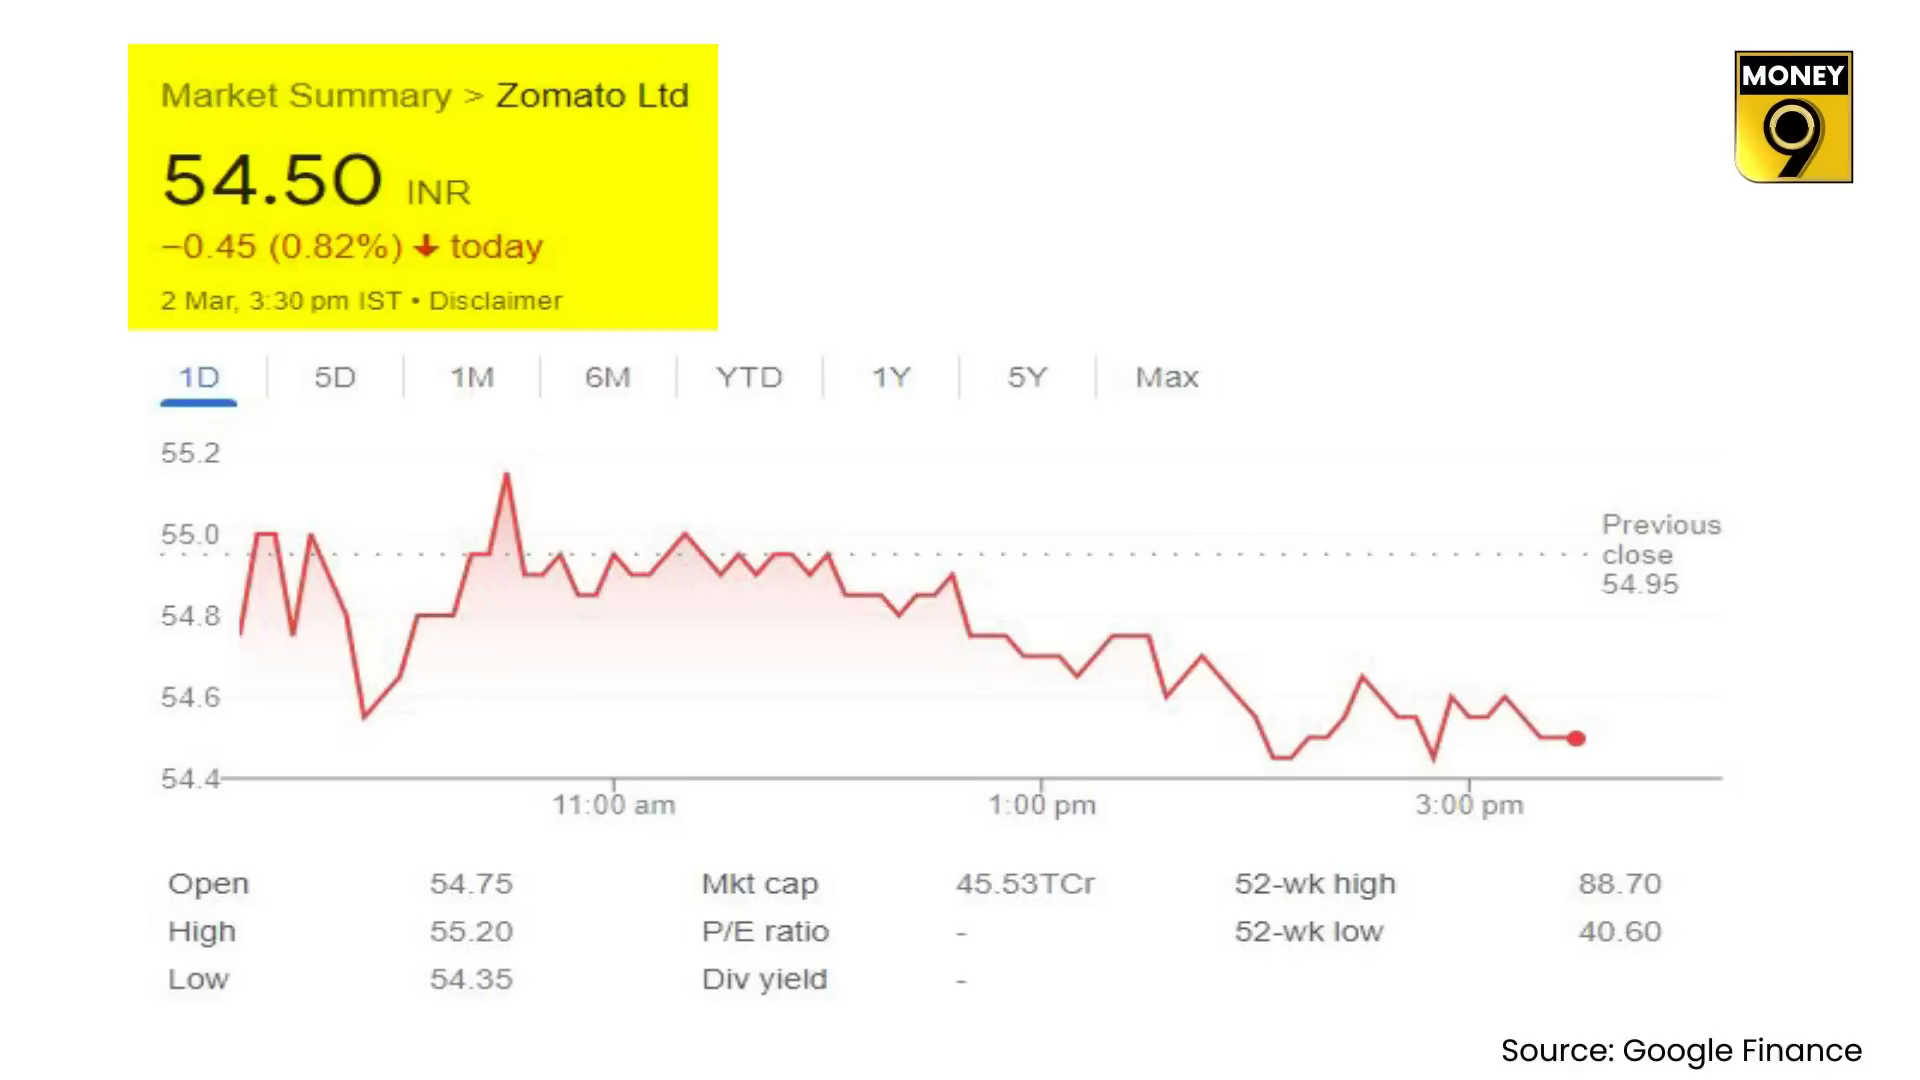 Market Summary > Zomato Ltd
54.50 INR
−0.45 (0.82%) ↓ today
2 Mar, 3:30 pm IST • Disclaimer
MONEY
9
1D 5D 1M 6M YTD 1Y 5Y Max
55.2
55.0
54.8
54.6
54.4
Previous
close
54.95
11:00 am 1:00 pm 3:00 pm
Open 54.75 Mkt cap 45.53TCr 52-wk high 88.70
High 55.20 P/E ratio - 52-wk low 40.60
Low 54.35 Div yield -
Source: Google Finance